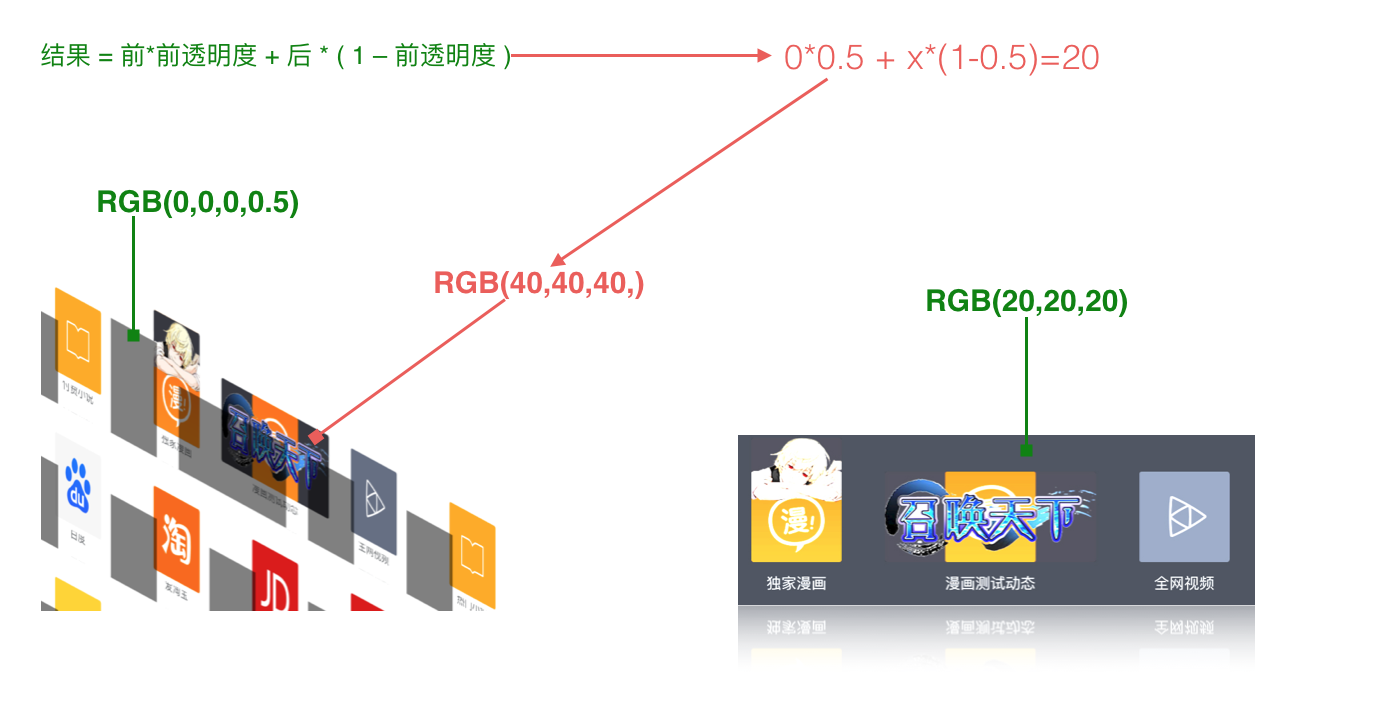 结果 = 前*前透明度 + 后 * ( 1 – 前透明度 )
0*0.5 + x*(1-0.5)=20
RGB(0,0,0,0.5)
RGB(40,40,40,)
RGB(20,20,20)
漫!
召唤天下
du
淘
JD
漫!
召唤天下
独家漫画
漫画测试动态
全网视频
独家漫画
漫画测试动态
全网视频